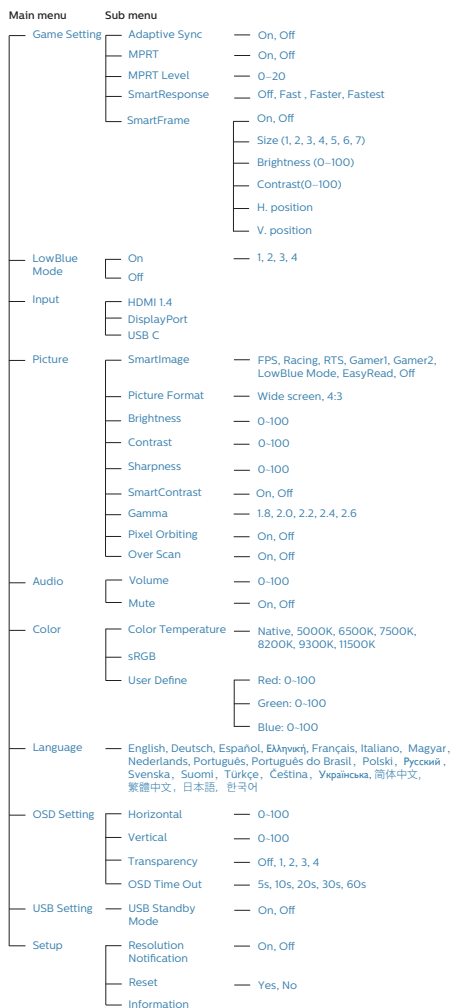 Main menu Sub menu
Game Setting Adaptive Sync On, Off
MPRT On, Off
MPRT Level 0–20
SmartResponse Off, Fast , Faster, Fastest
SmartFrame On, Off
Size (1, 2, 3, 4, 5, 6, 7)
Brightness (0–100)
Contrast(0–100)
H. position
V. position
LowBlue On 1, 2, 3, 4
Mode
Off
Input HDMI 1.4
DisplayPort
USB C
Picture SmartImage FPS, Racing, RTS, Gamer1, Gamer2,
LowBlue Mode, EasyRead, Off
Picture Format Wide screen, 4:3
Brightness 0~100
Contrast 0~100
Sharpness 0~100
SmartContrast On, Off
Gamma 1.8, 2.0, 2.2, 2.4, 2.6
Pixel Orbiting On, Off
Over Scan On, Off
Audio Volume 0~100
Mute On, Off
Color Color Temperature Native, 5000K, 6500K, 7500K,
8200K, 9300K, 11500K
sRGB
User Define Red: 0~100
Green: 0~100
Blue: 0~100
Language English, Deutsch, Español, Ελληνική, Français, Italiano, Magyar,
Nederlands, Português, Português do Brasil, Polski, Русский ,
Svenska, Suomi, Türkçe, Čeština, Українська, 简体中文,
繁體中文, 日本語, 한국어
OSD Setting Horizontal 0~100
Vertical 0~100
Transparency Off, 1, 2, 3, 4
OSD Time Out 5s, 10s, 20s, 30s, 60s
USB Setting USB Standby On, Off
Mode
Setup Resolution On, Off
Notification
Reset Yes, No
Information